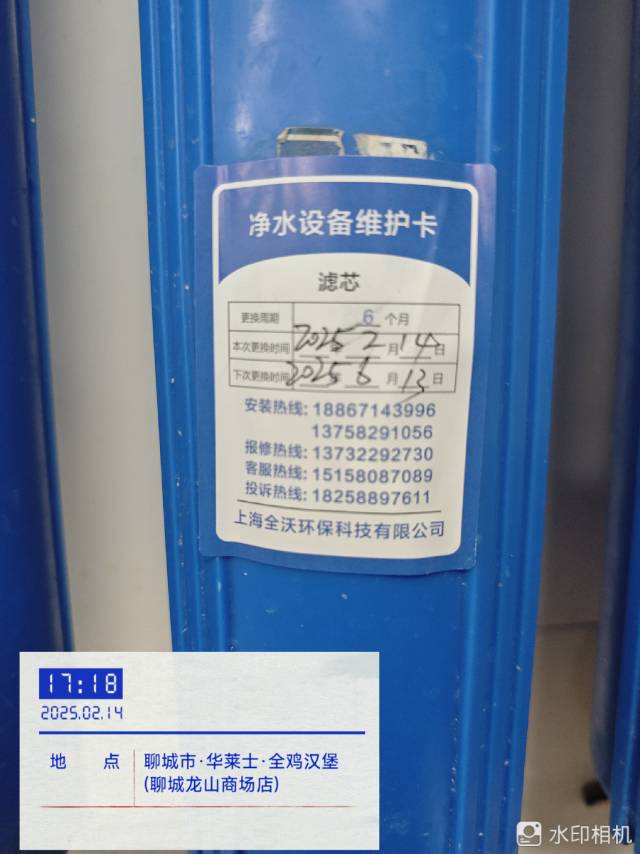 净水设备维护卡
滤芯
更换周期 6 个月
本次更换时间 2025 2 月 14 日
下次更换时间 2025 8 月 13 日
安装热线: 18867143996
13758291056
报修热线: 13732292730
客服热线: 15158087089
投诉热线: 18258897611
上海全沃环保科技有限公司
17:18
2025.02.14
地 点 聊城市·华莱士·全鸡汉堡
(聊城龙山商场店)
水印相机